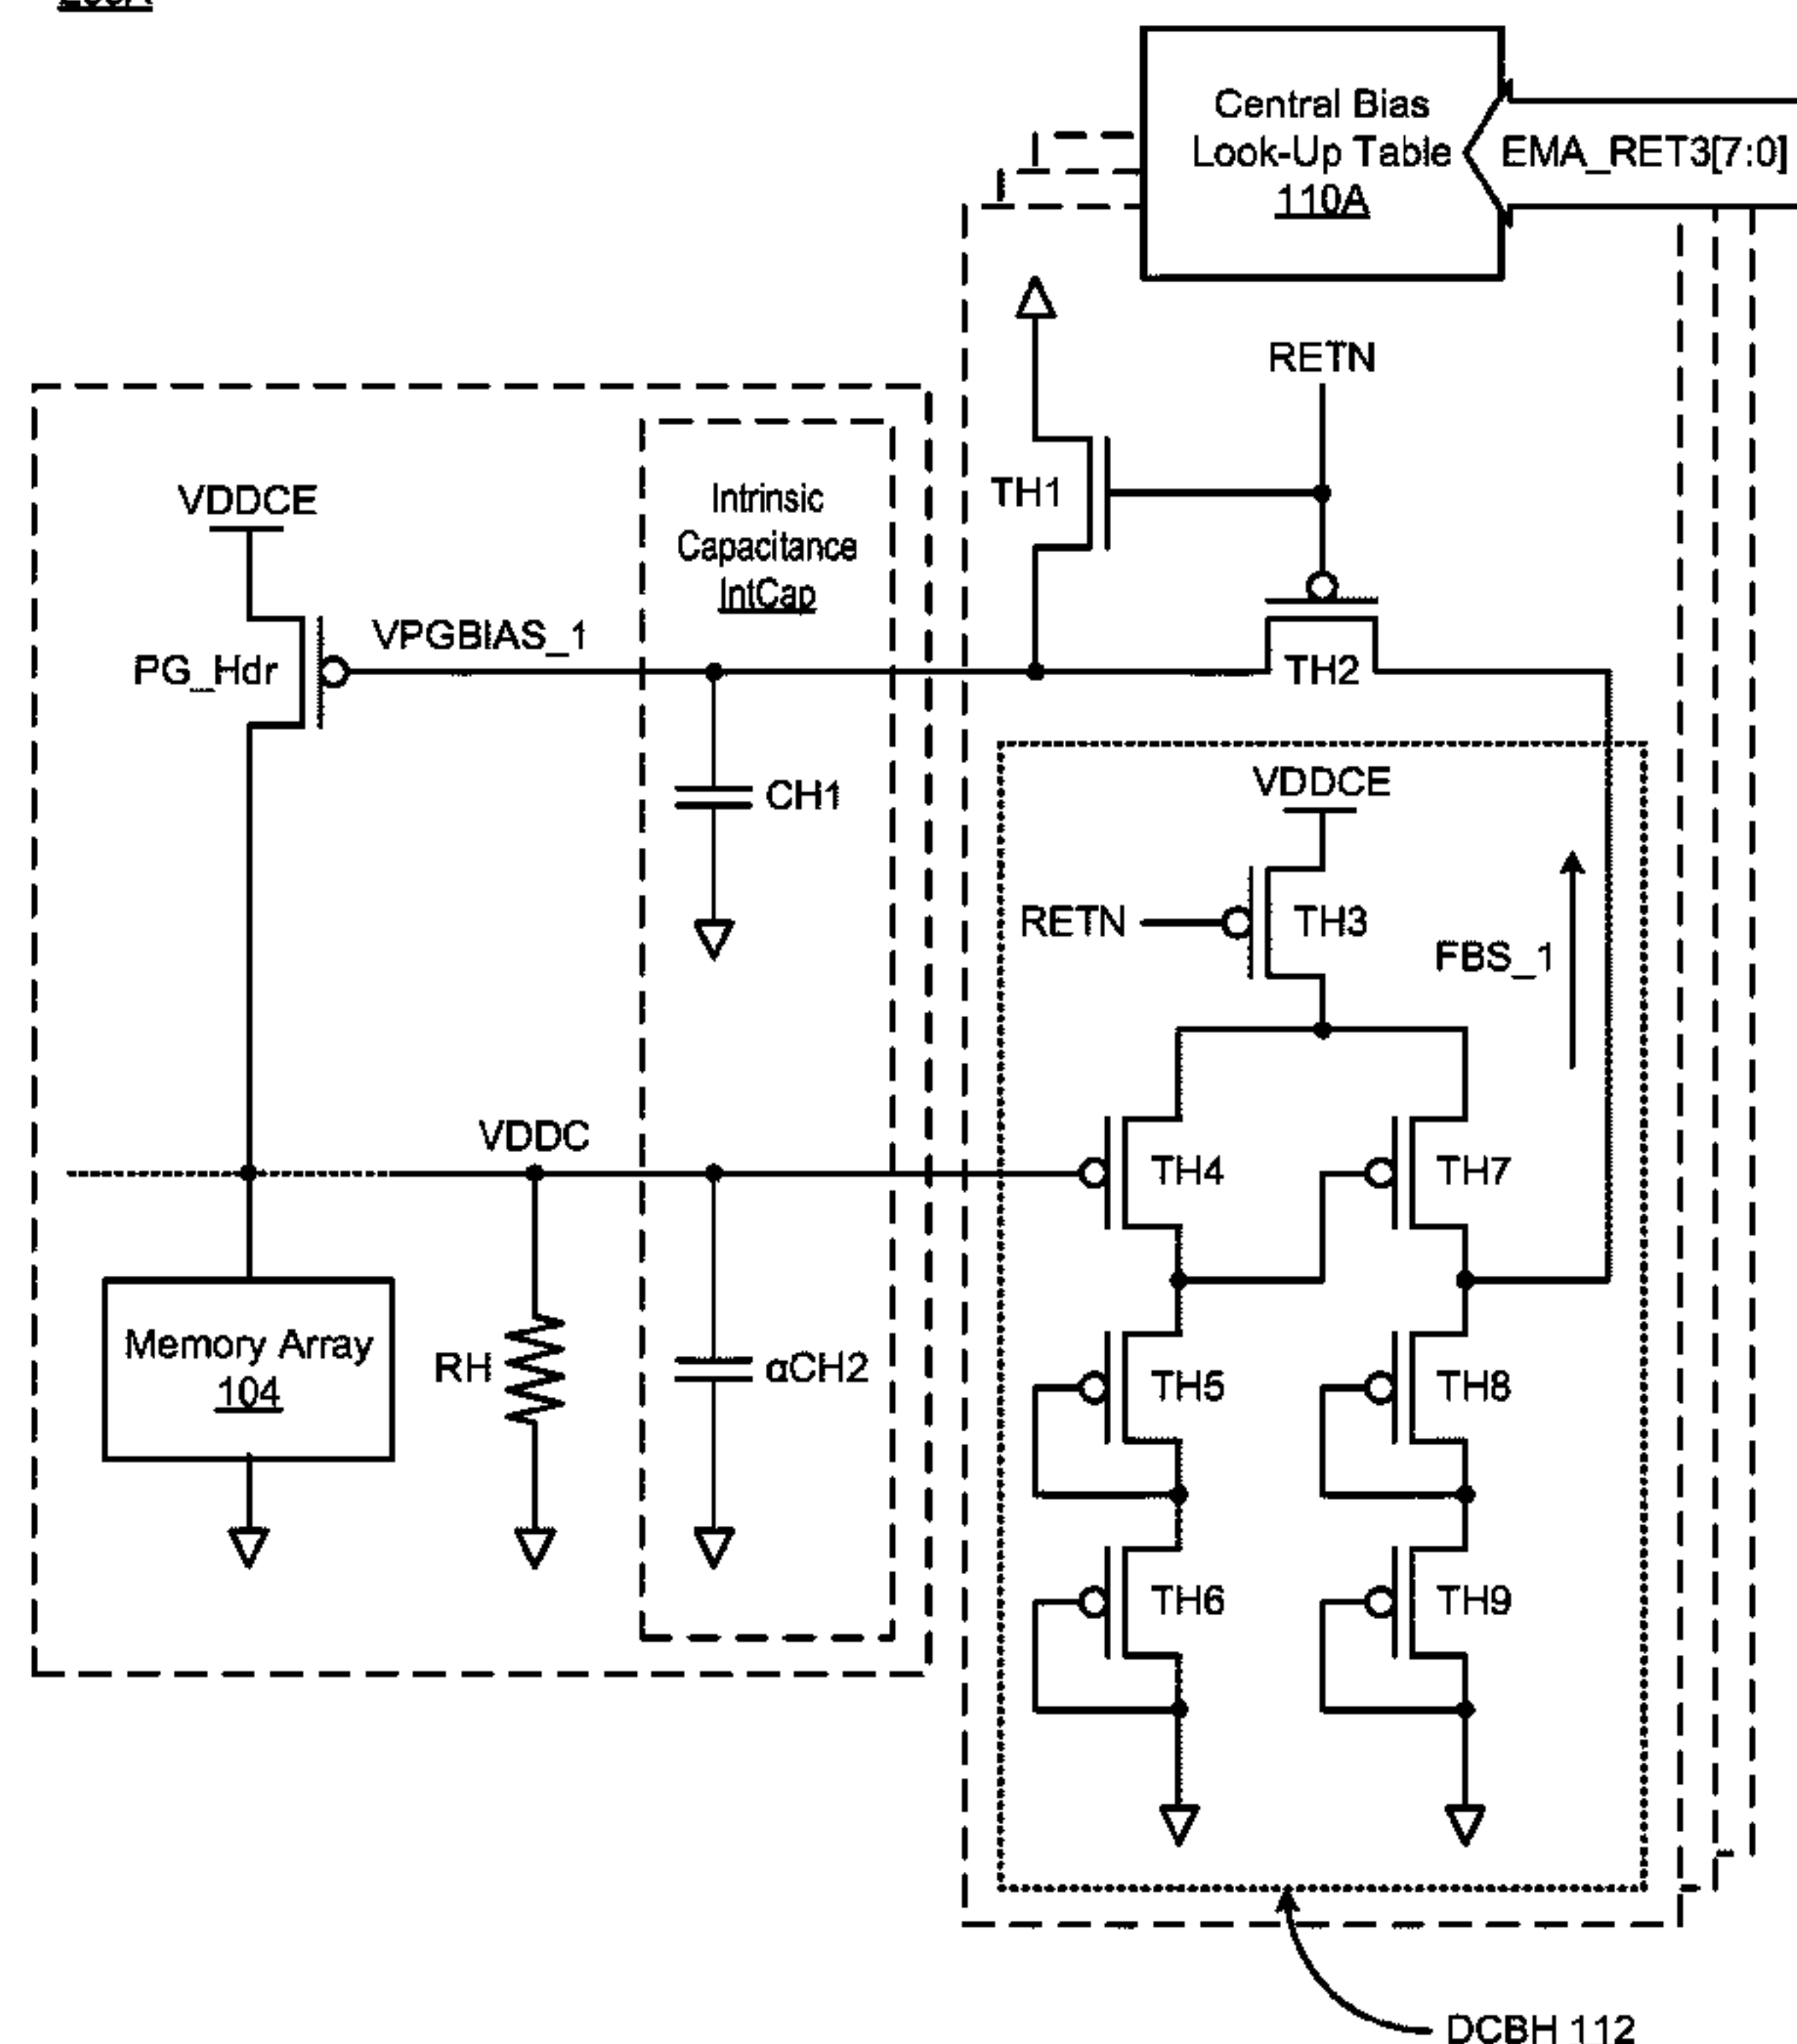 Central Bias
Look-Up Table
110A
EMA_RET3[7:0]
RETN
TH1
VDDCE
Intrinsic
Capacitance
IntCap
VPGBIAS_1
PG_Hdr
TH2
VDDCE
CH1
RETN
TH3
FBS_1
VDDC
TH4
TH7
Memory Array
104
RH
αCH2
TH5
TH8
TH6
TH9
DCBH 112